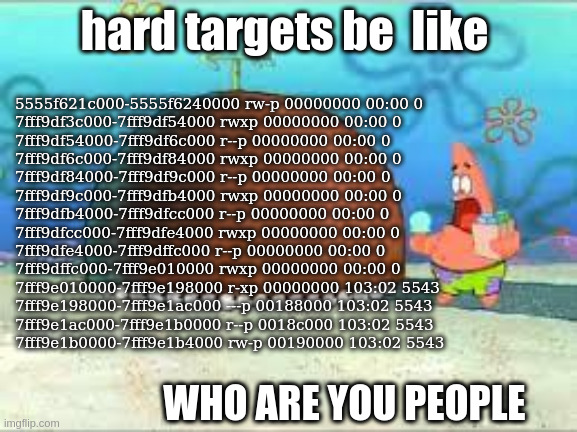 hard targets be like
5555f621c000-5555f6240000 rw-p 00000000 00:00 0
7fff9df3c000-7fff9df54000 rwxp 00000000 00:00 0
7fff9df54000-7fff9df6c000 r--p 00000000 00:00 0
7fff9df6c000-7fff9df84000 rwxp 00000000 00:00 0
7fff9df84000-7fff9df9c000 r--p 00000000 00:00 0
7fff9df9c000-7fff9dfb4000 rwxp 00000000 00:00 0
7fff9dfb4000-7fff9dfcc000 r--p 00000000 00:00 0
7fff9dfcc000-7fff9dfe4000 rwxp 00000000 00:00 0
7fff9dfe4000-7fff9dffc000 r--p 00000000 00:00 0
7fff9dffc000-7fff9e010000 rwxp 00000000 00:00 0
7fff9e010000-7fff9e198000 r-xp 00000000 103:02 5543
7fff9e198000-7fff9e1ac000 ---p 00188000 103:02 5543
7fff9e1ac000-7fff9e1b0000 r--p 0018c000 103:02 5543
7fff9e1b0000-7fff9e1b4000 rw-p 00190000 103:02 5543
WHO ARE YOU PEOPLE
imgflip.com